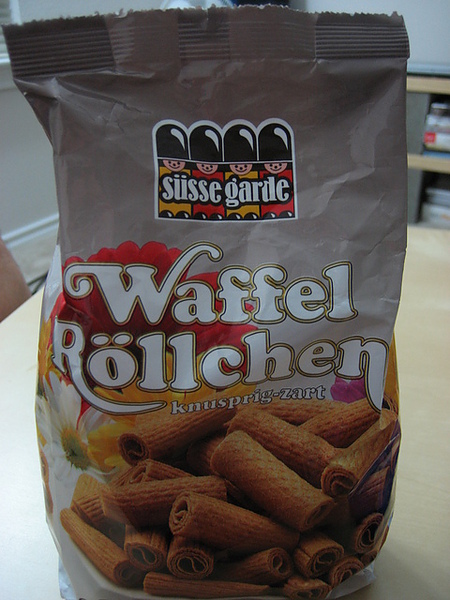 süsse garde
Waffel
Röllchen
knusprig-zart